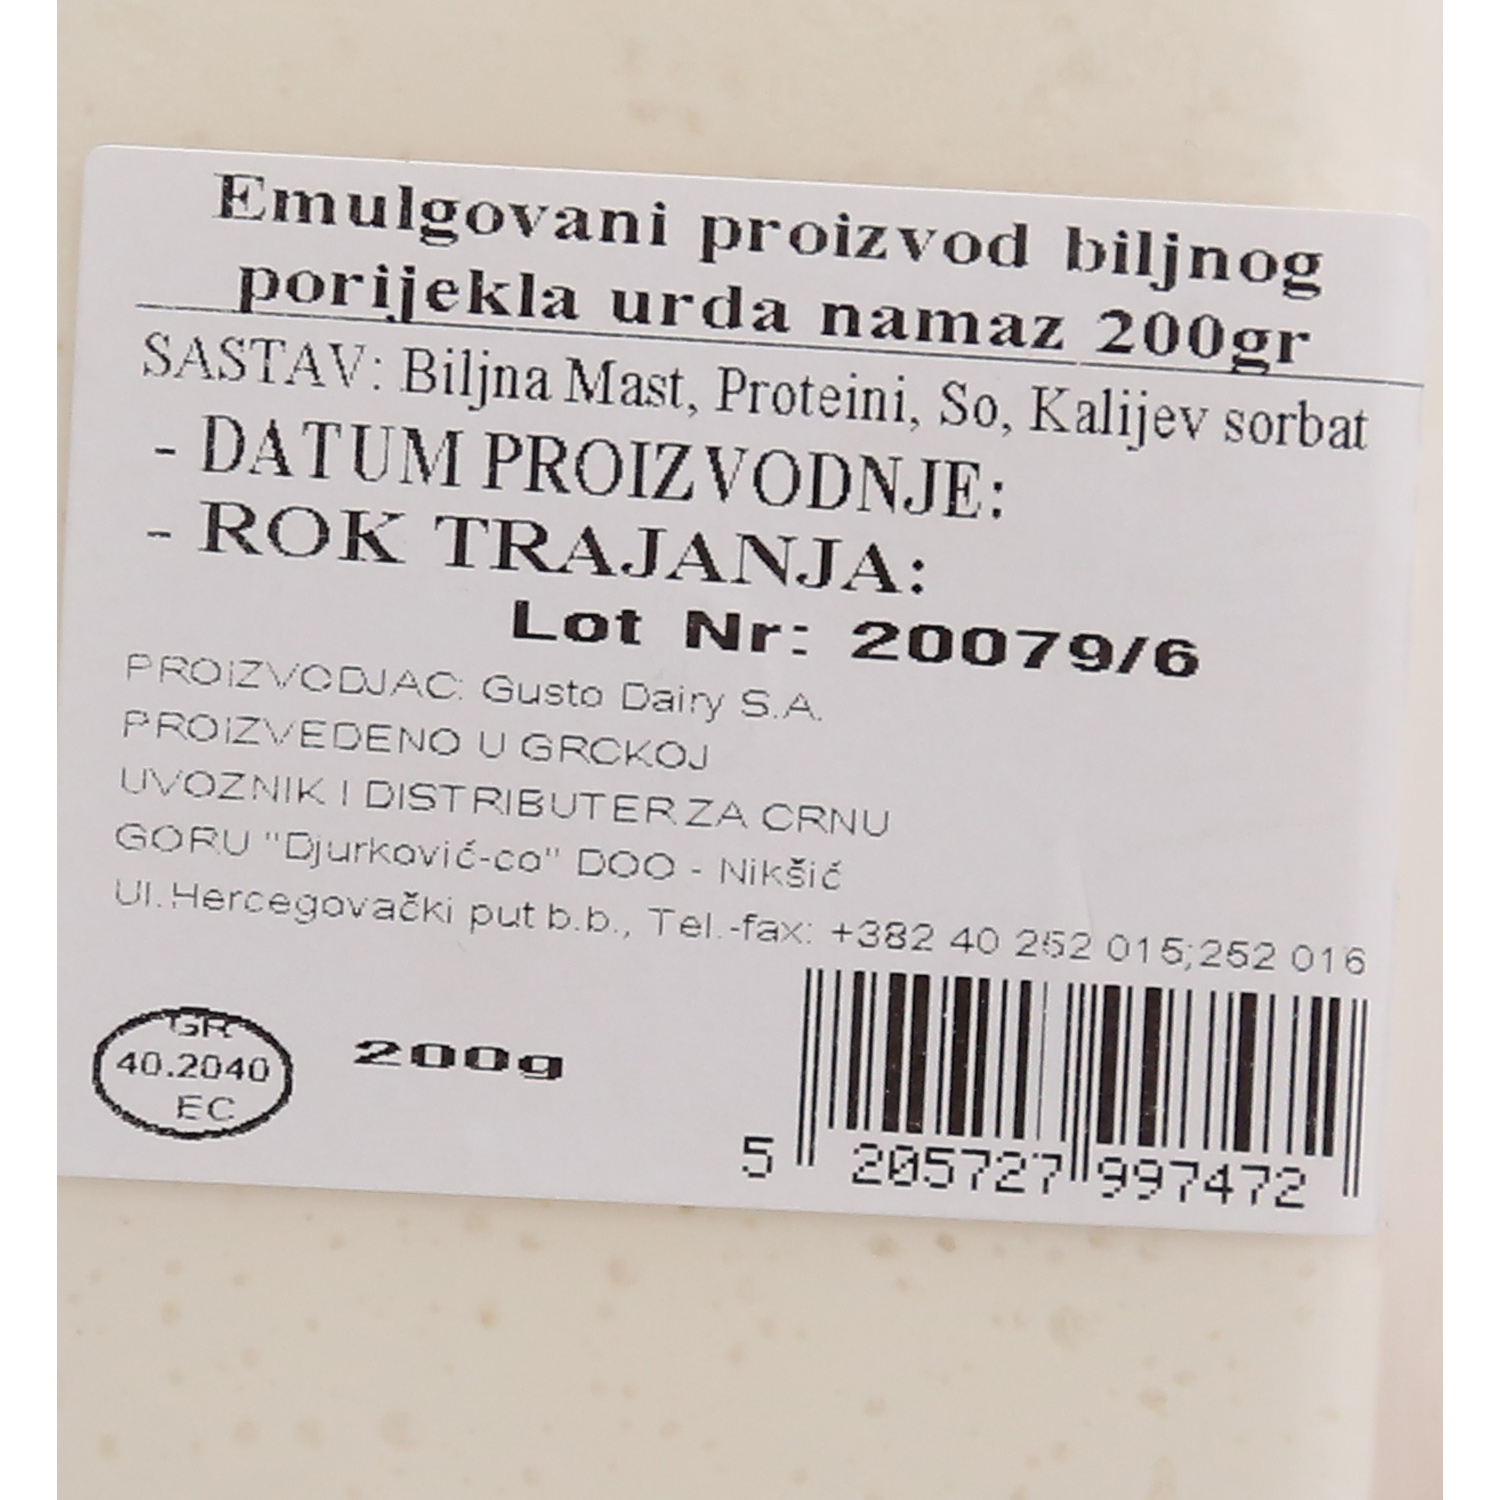 Emulgovani proizvod biljnog
porijekla urda namaz 200gr
SASTAV: Biljna Mast, Proteini, So, Kalijev sorbat
- DATUM PROIZVODNJE:
- ROK TRAJANJA:
Lot Nr: 20079/6
PROIZVODJAC: Gusto Dairy S.A.
PROIZVEDENO U GRCKOJ
UVOZNIK I DISTRIBUTER ZA CRNU
GORU "Djurković-co" DOO - Nikšić
Ul.Hercegovački put b.b., Tel.-fax: +382 40 252 015;252 016
GR
40.2040
EC
200g
5 205727 997472